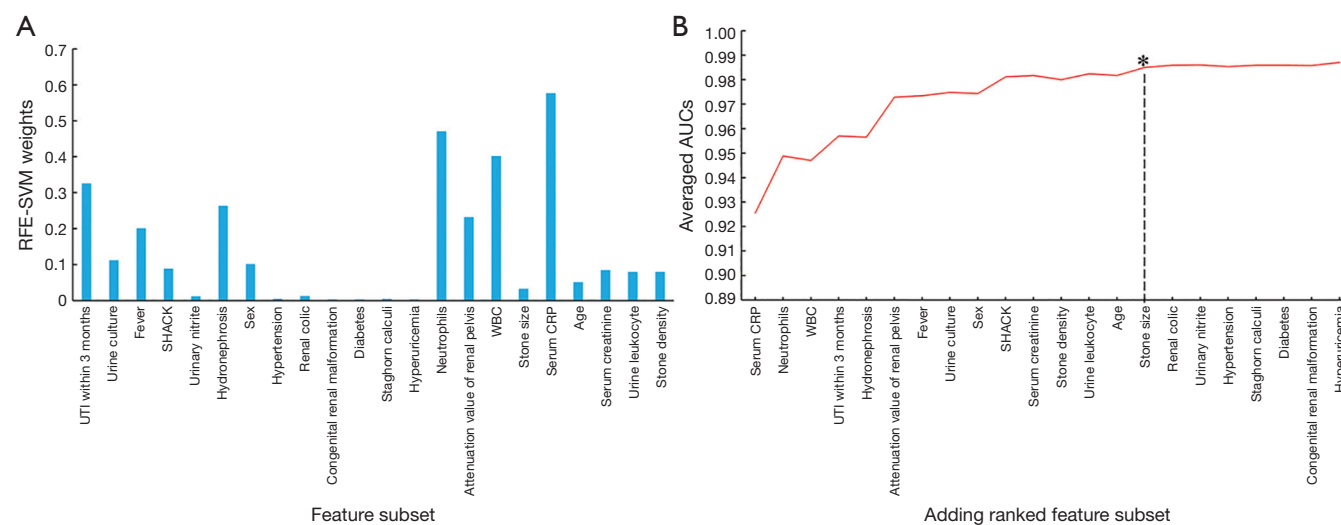 A
RFE-SVM weights
0.7
0.6
0.5
0.4
0.3
0.2
0.1
0
UTI within 3 months
Urine culture
Fever
SHACK
Urinary nitrite
Hydronephrosis
Sex
Hypertension
Renal colic
Congenital renal malformation
Diabetes
Staghorn calculi
Hyperuricemia
Neutrophils
Attenuation value of renal pelvis
WBC
Stone size
Serum CRP
Age
Serum creatinine
Urine leukocyte
Stone density
Feature subset
B
Averaged AUCs
1.00
0.99
0.98
0.97
0.96
0.95
0.94
0.93
0.92
0.90
0.89
*
Serum CRP
Neutrophils
WBC
UTI within 3 months
Hydronephrosis
Attenuation value of renal pelvis
Fever
Urine culture
Sex
SHACK
Serum creatinine
Stone density
Urine leukocyte
Age
Stone size
Renal colic
Urinary nitrite
Hypertension
Staghorn calculi
Diabetes
Congenital renal malformation
Hyperuricemia
Adding ranked feature subset